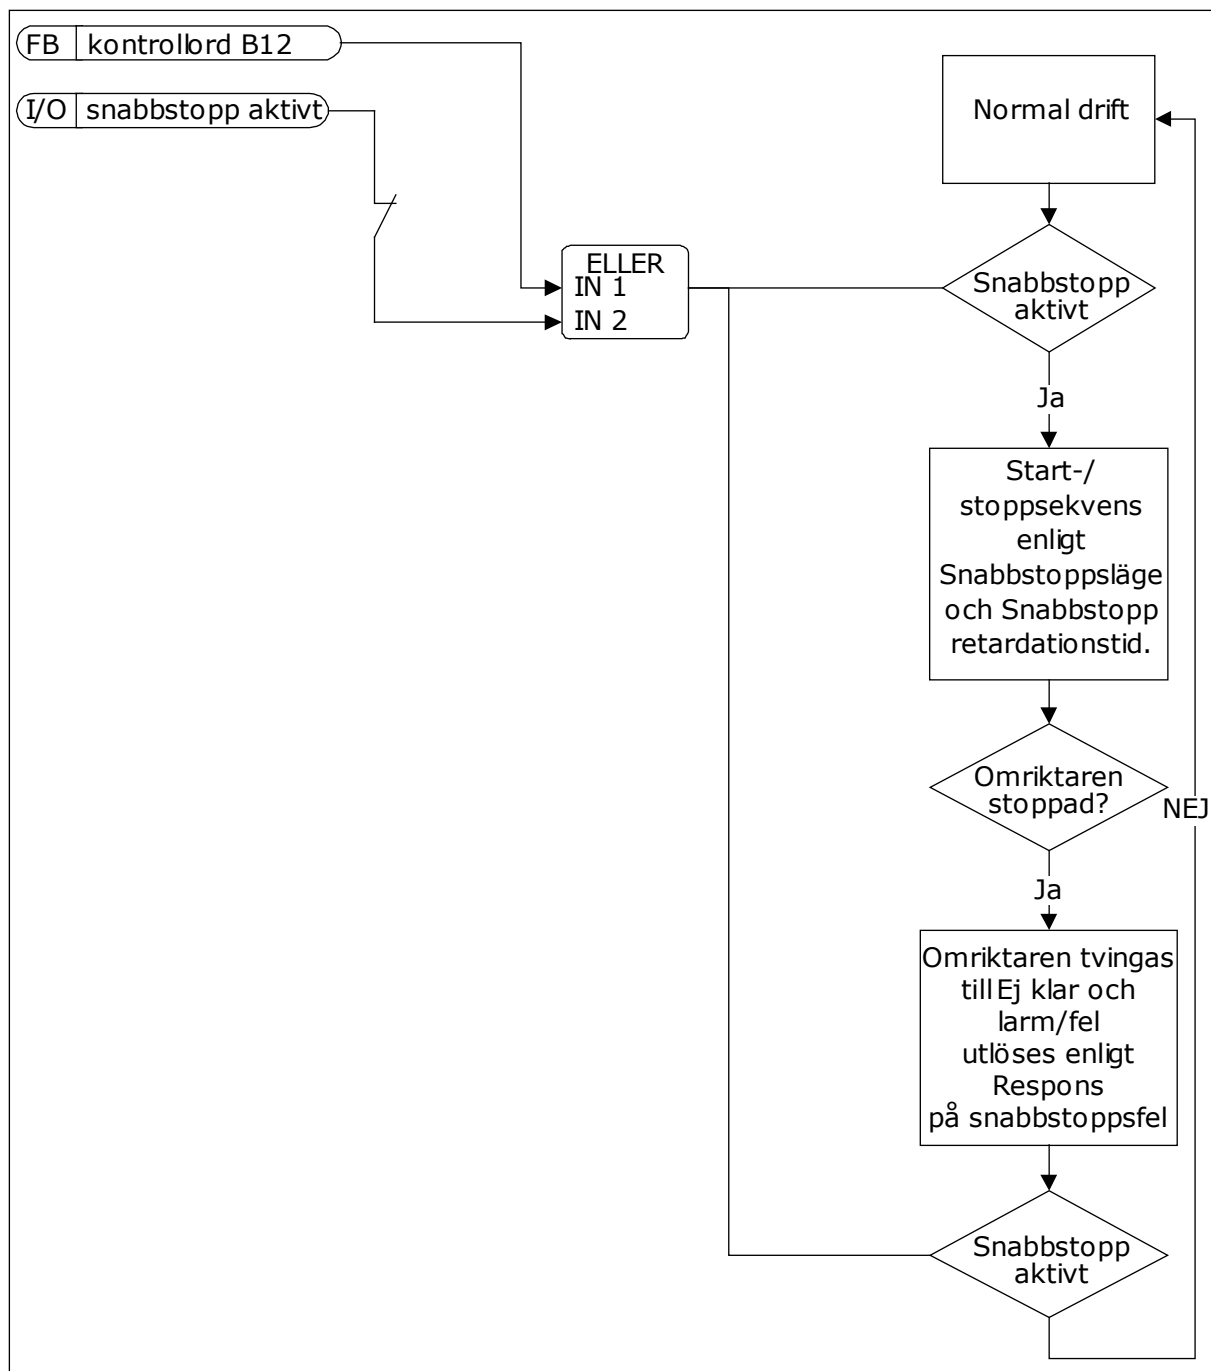 FB kontrollord B12
I/O snabbstopp aktivt
ELLER
IN 1
IN 2
Normal drift
Snabbstopp
aktivt
Ja
Start-/
stoppsekvens
enligt
Snabbstoppsläge
och Snabbstopp
retardationstid.
Omriktaren
stoppad?
NEJ
Ja
Omriktaren tvingas
till Ej klar och
larm/fel
utlöses enligt
Respons
på snabbstoppsfel
Snabbstopp
aktivt